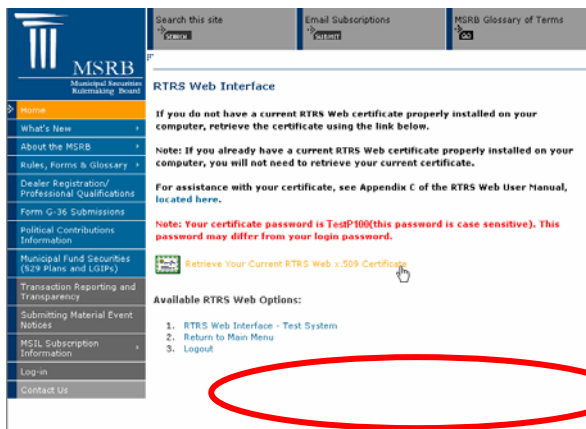 Search this site
SEARCH
Email Subscriptions
SUBMIT
MSRB Glossary of Terms
GO
MSRB
Municipal Securities
Rulemaking Board
Home
What's New
About the MSRB
Rules, Forms & Glossary
Dealer Registration/
Professional Qualifications
Form G-36 Submissions
Political Contributions
Information
Municipal Fund Securities
(529 Plans and LGIPs)
Transaction Reporting and
Transparency
Submitting Material Event
Notices
MSIL Subscription
Information
Log-in
Contact Us
RTRS Web Interface
If you do not have a current RTRS Web certificate properly installed on your
computer, retrieve the certificate using the link below.
Note: If you already have a current RTRS Web certificate properly installed on your
computer, you will not need to retrieve your current certificate.
For assistance with your certificate, see Appendix C of the RTRS Web User Manual,
located here.
Note: Your certificate password is TestP100(this password is case sensitive). This
password may differ from your login password.
Retrieve Your Current RTRS Web x.509 Certificate
Available RTRS Web Options:
1. RTRS Web Interface - Test System
2. Return to Main Menu
3. Logout